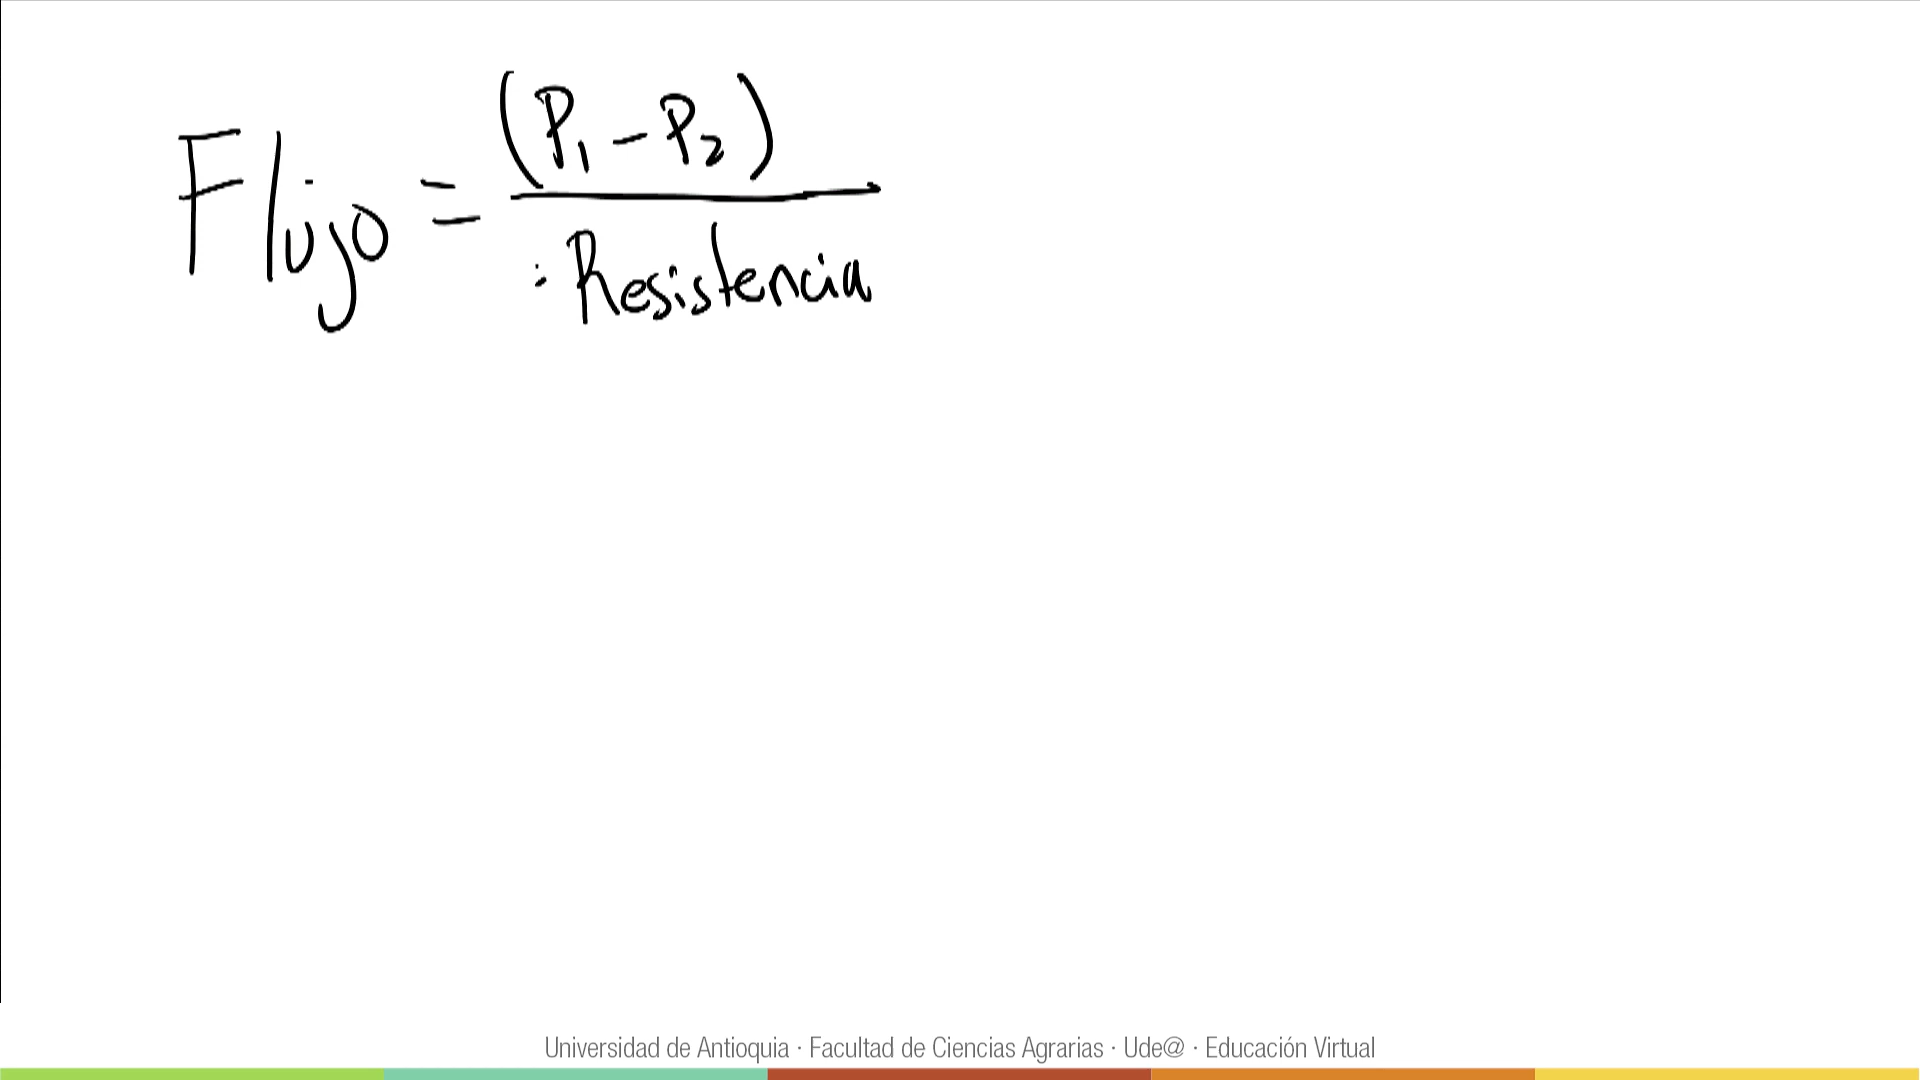 Flujo = (P₁ - P₂)
Resistencia
Universidad de Antioquia · Facultad de Ciencias Agrarias · Ude@ · Educación Virtual